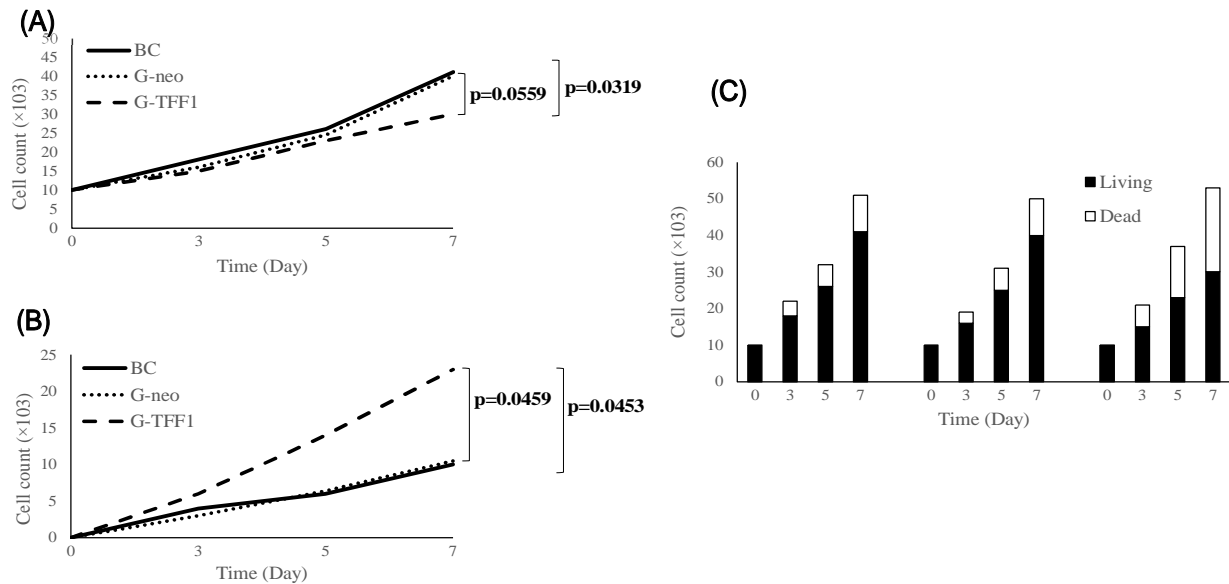 (A)
50
45
40
35
30
25
20
15
10
5
0
Cell count (×103)
BC
G-neo
G-TFF1
p=0.0559
p=0.0319
0 3 5 7
Time (Day)
(B)
25
20
15
10
5
0
Cell count (×103)
BC
G-neo
G-TFF1
p=0.0459
p=0.0453
0 3 5 7
Time (Day)
(C)
60
50
40
30
20
10
0
Cell count (×103)
Living
Dead
0 3 5 7 0 3 5 7 0 3 5 7
Time (Day)